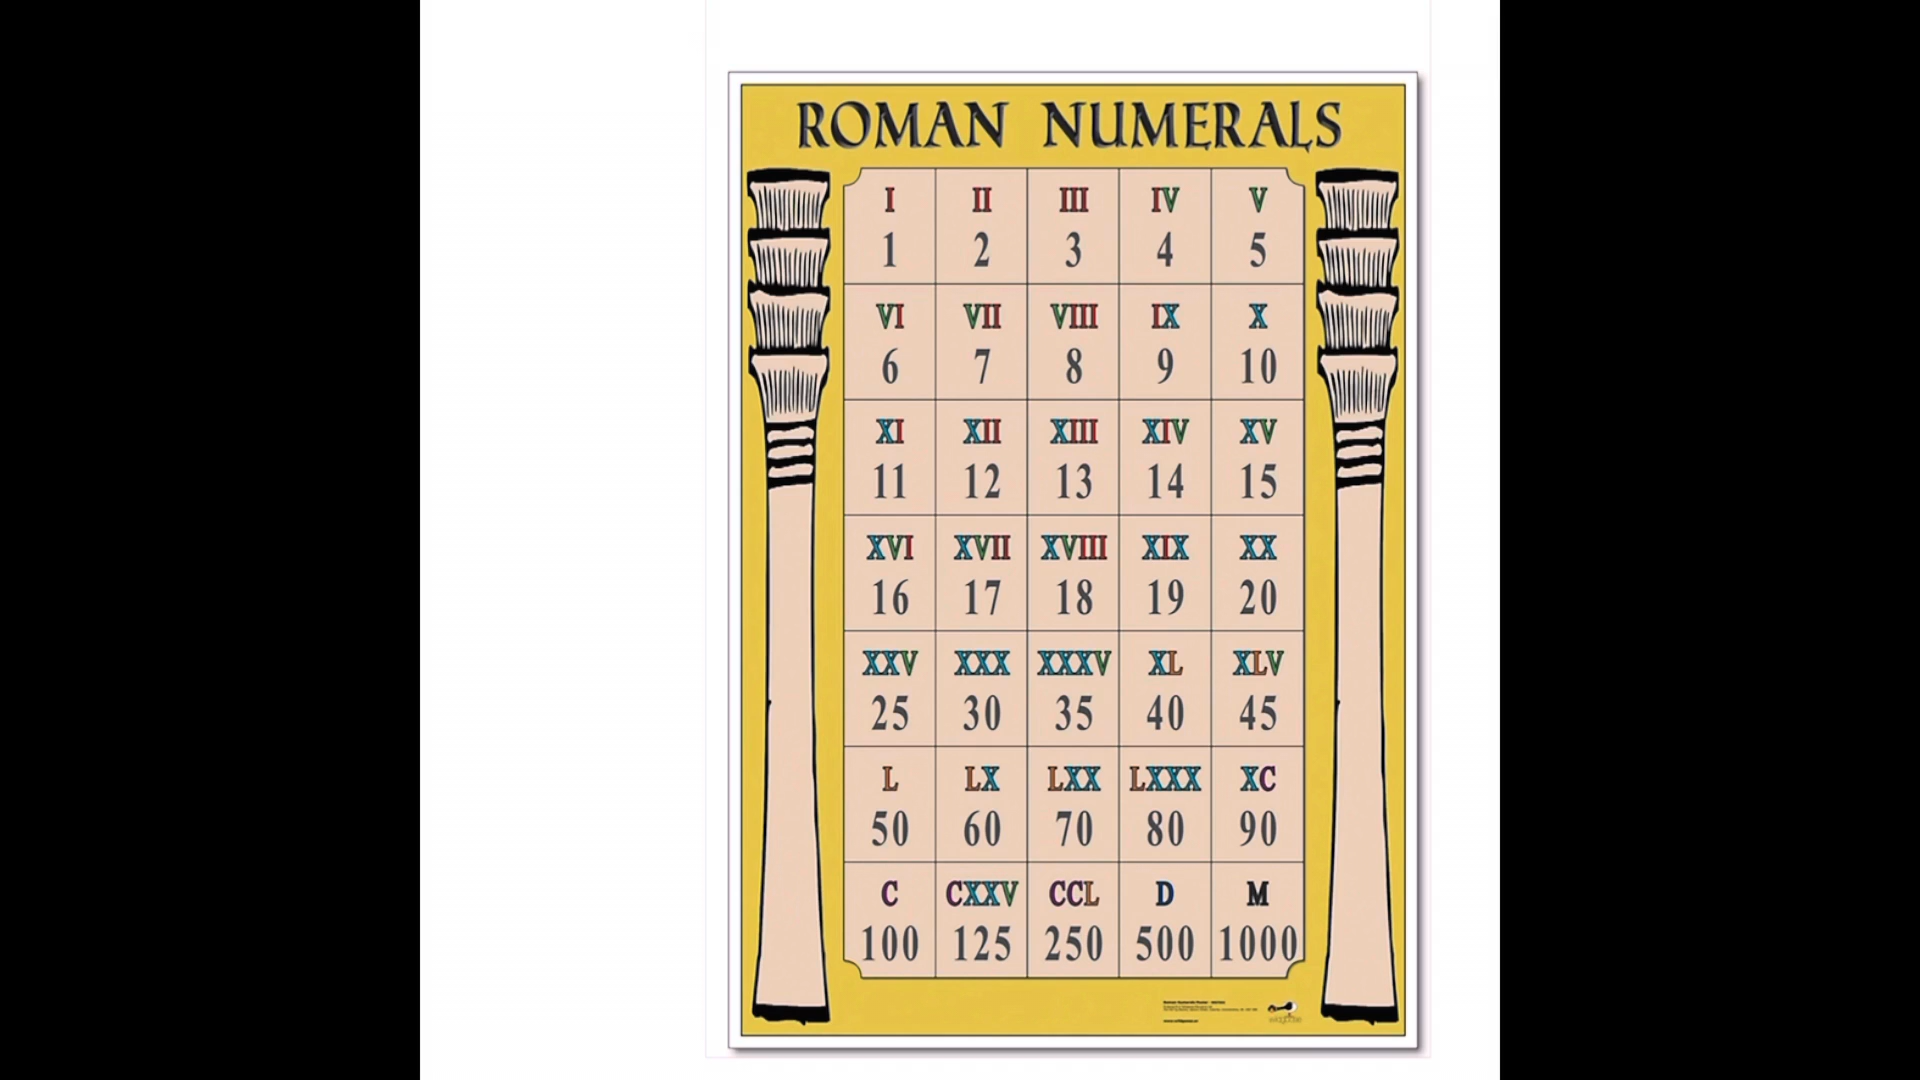 ROMAN NUMERALS
I II III IV V
1 2 3 4 5
VI VII VIII IX X
6 7 8 9 10
XI XII XIII XIV XV
11 12 13 14 15
XVI XVII XVIII XIX XX
16 17 18 19 20
XXV XXX XXXV XL XLV
25 30 35 40 45
L LX LXX LXXX XC
50 60 70 80 90
C CXXV CCL D M
100 125 250 500 1000
Roman Numerals Poster